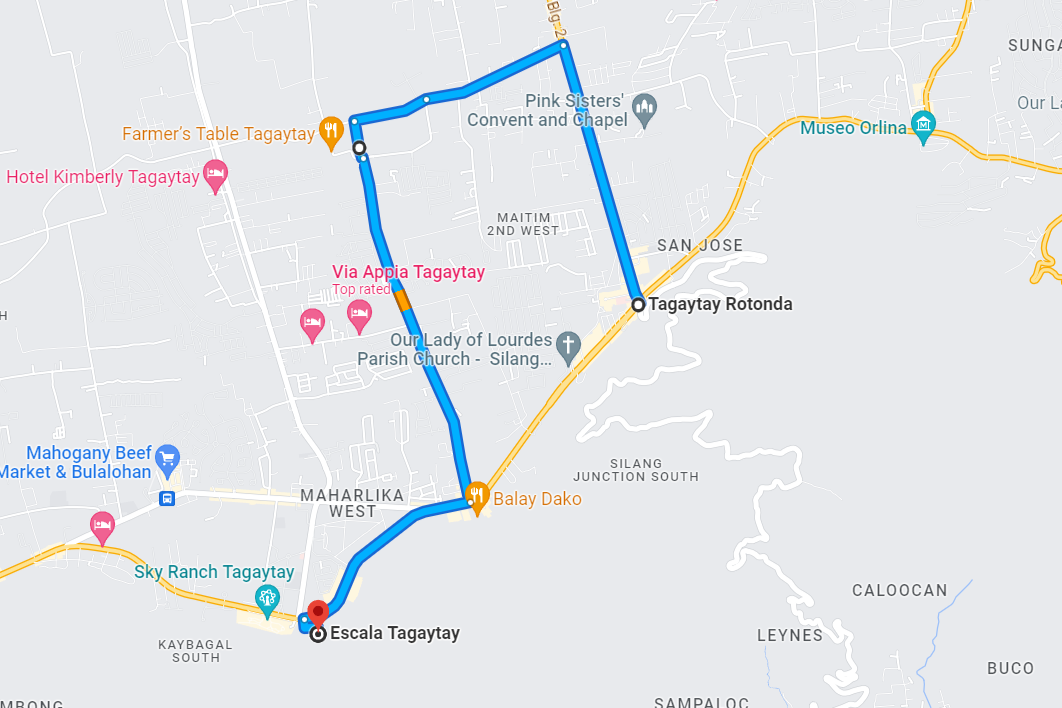 Blg. 2
SUNGA
Our La
Pink Sisters'
Convent and Chapel
Farmer's Table Tagaytay
Museo Orlina
Hotel Kimberly Tagaytay
MAITIM
2ND WEST
SAN JOSE
Via Appia Tagaytay
Top rated
Tagaytay Rotonda
H
Our Lady of Lourdes
Parish Church - Silang...
Mahogany Beef
Market & Bulalohan
SILANG
JUNCTION SOUTH
MAHARLIKA
WEST
Balay Dako
Sky Ranch Tagaytay
CALOOCAN
Escala Tagaytay
LEYNES
KAYBAGAL
SOUTH
BUCO
MBONG
SAMPALOC